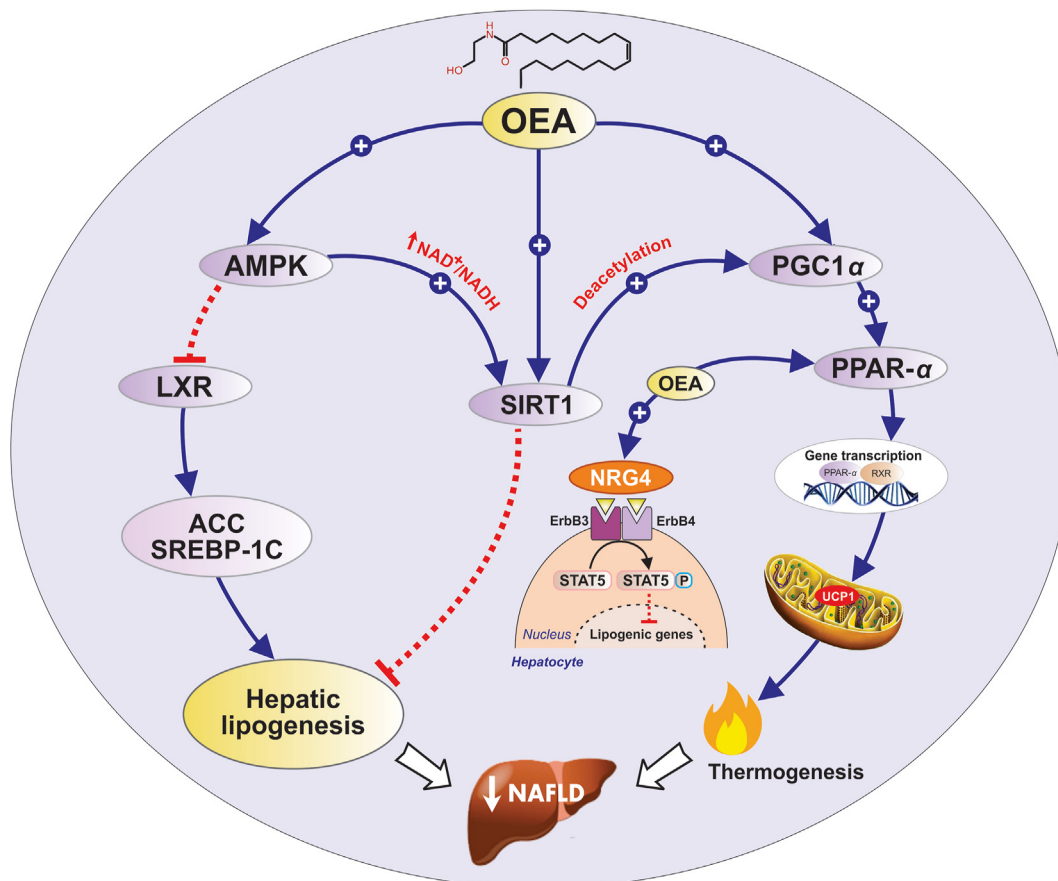 H
N
O
HO
OEA
AMPK
↑NAD⁺/NADH
Deacetylation
PGC1α
LXR
SIRT1
OEA
PPAR-α
ACC
SREBP-1C
NRG4
ErbB3
ErbB4
STAT5
STAT5
P
Nucleus
Lipogenic genes
Hepatocyte
Gene transcription
PPAR-α
RXR
UCP1
Hepatic
lipogenesis
Thermogenesis
↓ NAFLD